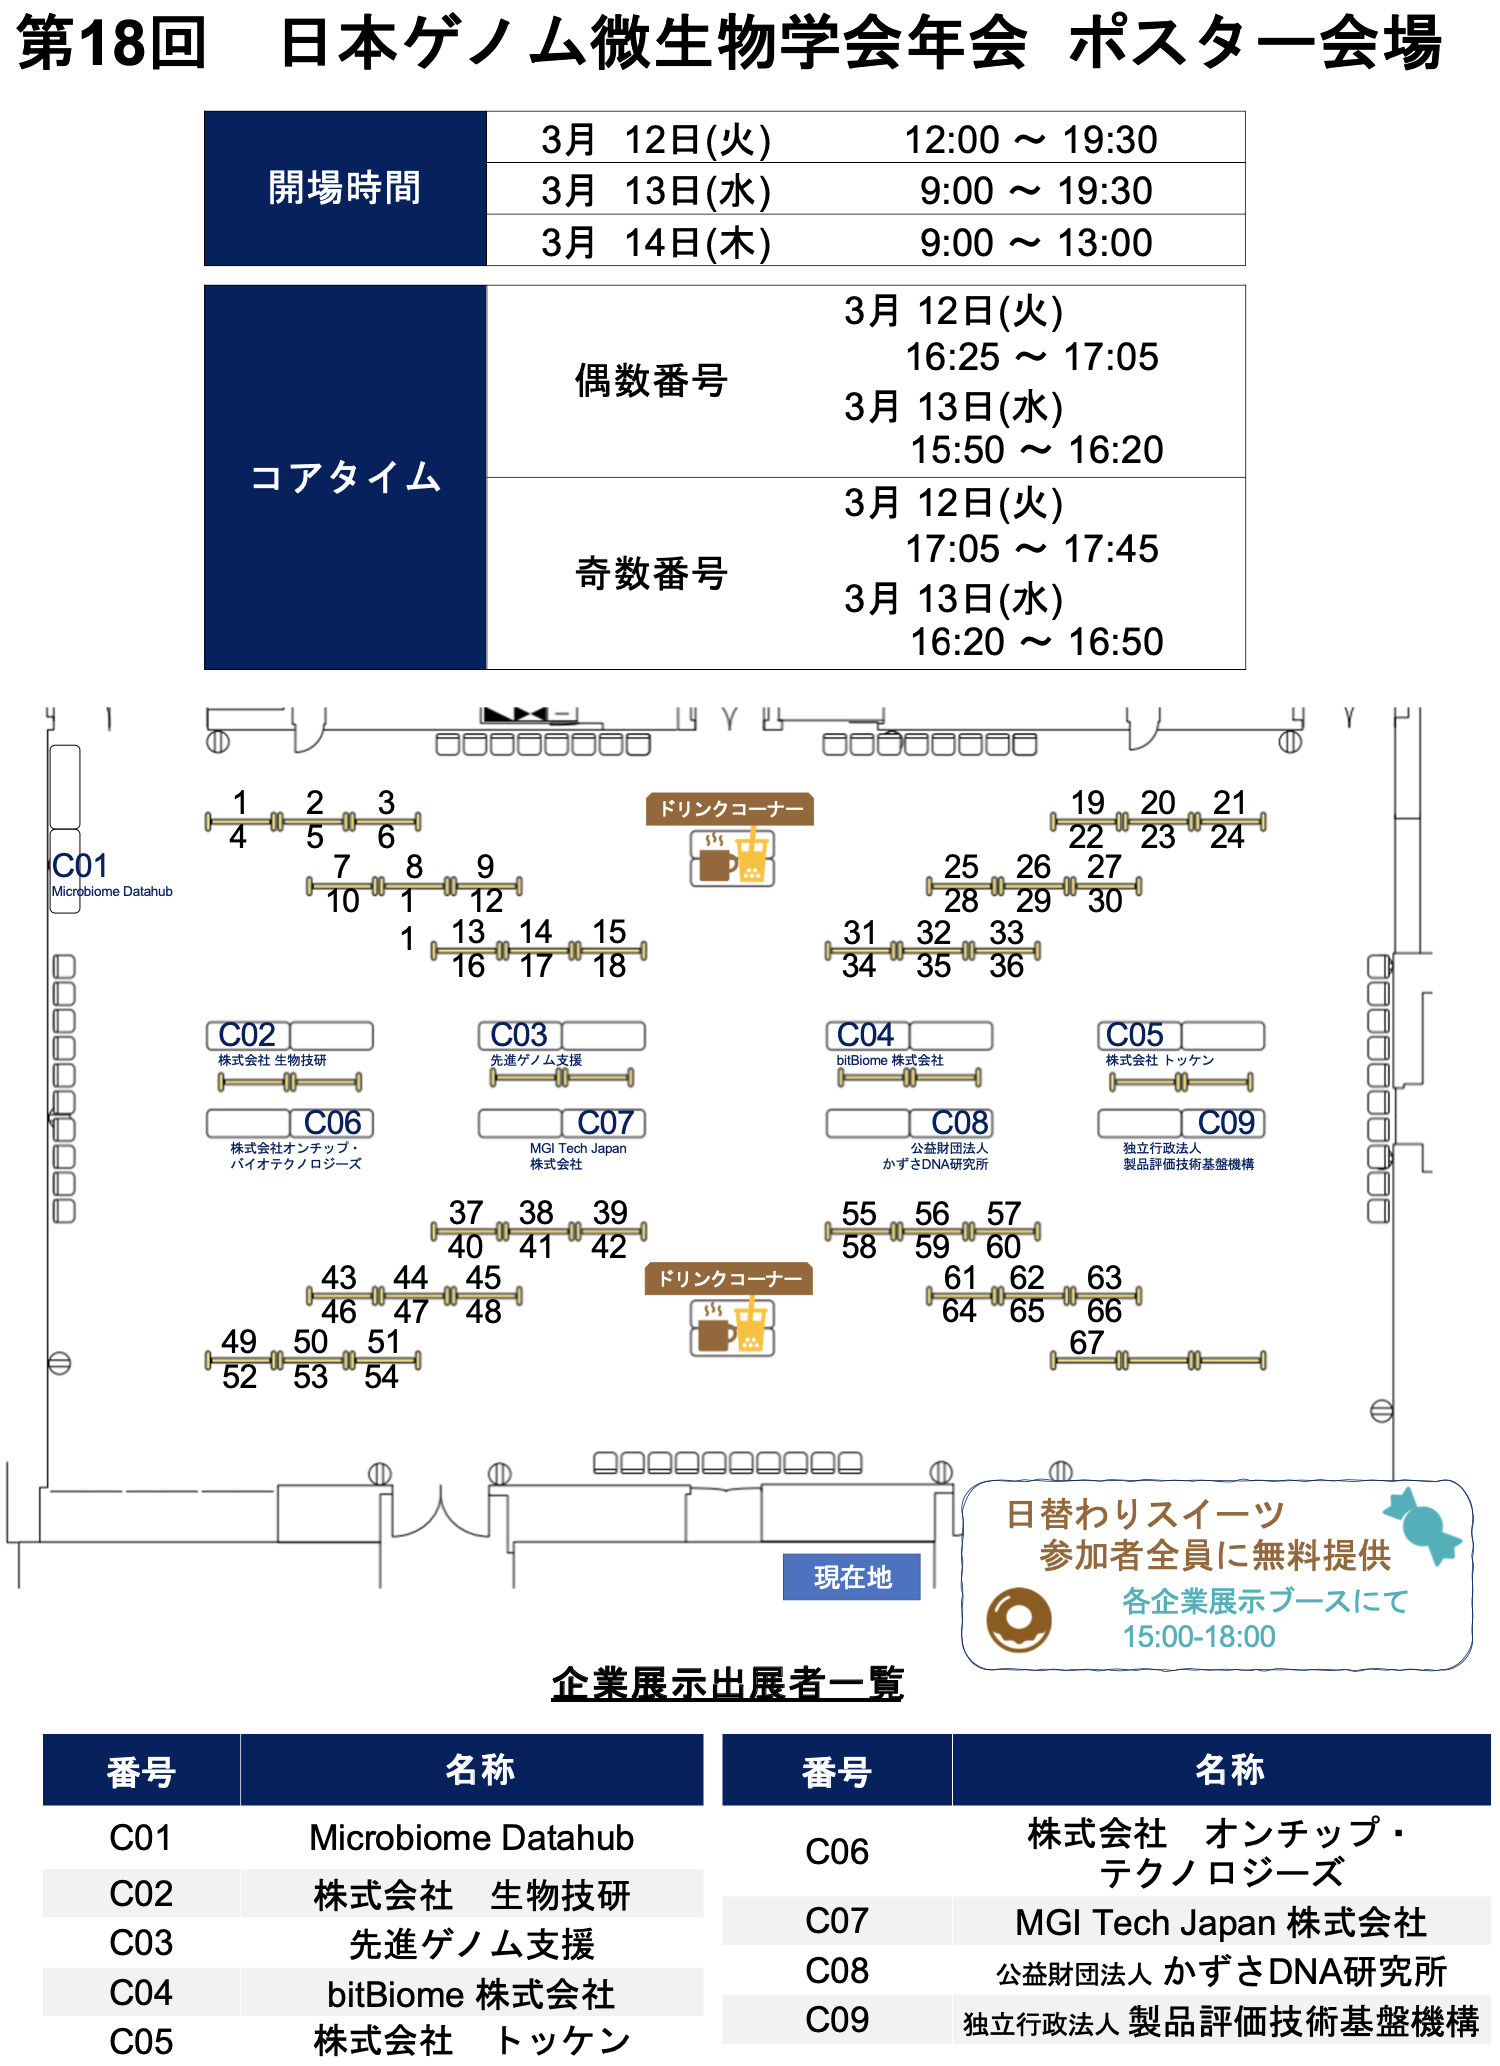 第18回 日本ゲノム微生物学会年会 ポスター会場
開場時間
3月 12日(火) 12:00 ～ 19:30
3月 13日(水) 9:00 ～ 19:30
3月 14日(木) 9:00 ～ 13:00
コアタイム
偶数番号
3月 12日(火)
16:25 ～ 17:05
3月 13日(水)
15:50 ～ 16:20
奇数番号
3月 12日(火)
17:05 ～ 17:45
3月 13日(水)
16:20 ～ 16:50
1 2 3
4 5 6
ドリンクコーナー
19 20 21
22 23 24
C01
Microbiome Datahub
7 8 9
10 1 12
1
25 26 27
28 29 30
13 14 15
16 17 18
31 32 33
34 35 36
C02
株式会社 生物技研
C03
先進ゲノム支援
C04
bitBiome 株式会社
C05
株式会社 トッケン
C06
株式会社オンチップ・
バイオテクノロジーズ
C07
MGI Tech Japan
株式会社
C08
公益財団法人
かずさDNA研究所
C09
独立行政法人
製品評価技術基盤機構
37 38 39
40 41 42
55 56 57
58 59 60
ドリンクコーナー
43 44 45
46 47 48
61 62 63
64 65 66
49 50 51
52 53 54
67
日替わりスイーツ
参加者全員に無料提供
各企業展示ブースにて
15:00-18:00
現在地
企業展示出展者一覧
番号 名称
C01 Microbiome Datahub
C02 株式会社 生物技研
C03 先進ゲノム支援
C04 bitBiome 株式会社
C05 株式会社 トッケン
番号 名称
C06 株式会社 オンチップ・
テクノロジーズ
C07 MGI Tech Japan 株式会社
C08 公益財団法人 かずさDNA研究所
C09 独立行政法人 製品評価技術基盤機構